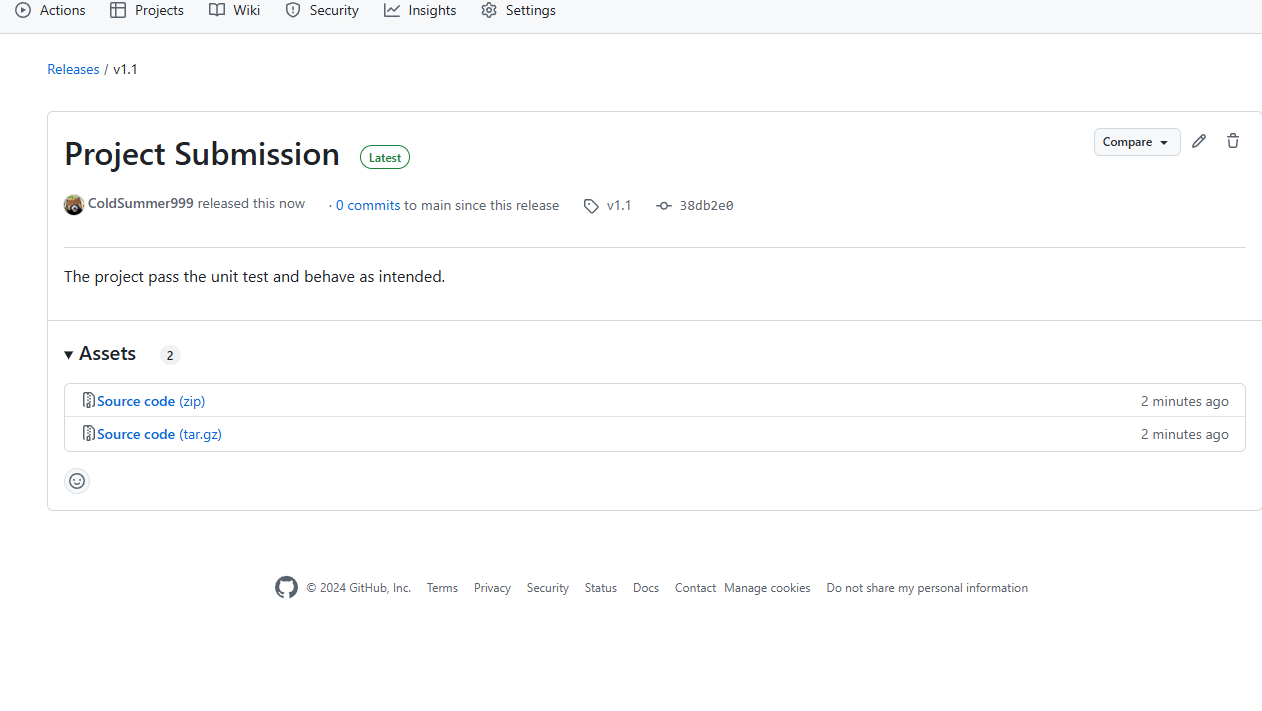 Actions Projects Wiki Security Insights Settings
Releases / v1.1
Project Submission Latest Compare
ColdSummer999 released this now · 0 commits to main since this release v1.1 38db2e0
The project pass the unit test and behave as intended.
Assets 2
Source code (zip) 2 minutes ago
Source code (tar.gz) 2 minutes ago
© 2024 GitHub, Inc. Terms Privacy Security Status Docs Contact Manage cookies Do not share my personal information